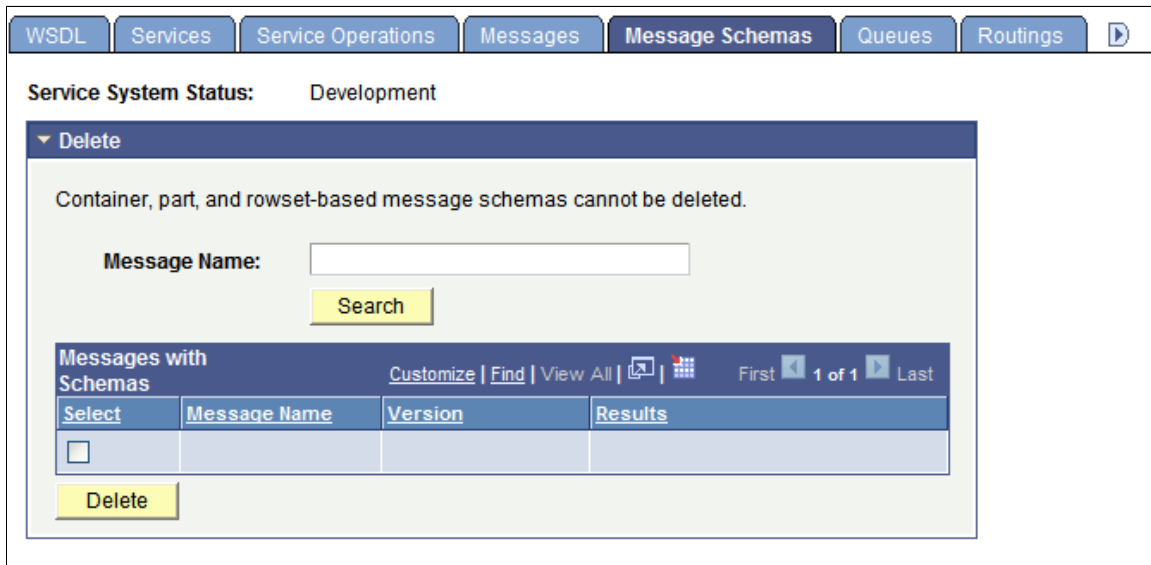 WSDL Services Service Operations Messages Message Schemas Queues Routings
Service System Status: Development
Delete
Container, part, and rowset-based message schemas cannot be deleted.
Message Name:
Search
Messages with Schemas Customize | Find | View All | | First 1 of 1 Last
Select Message Name Version Results
Delete